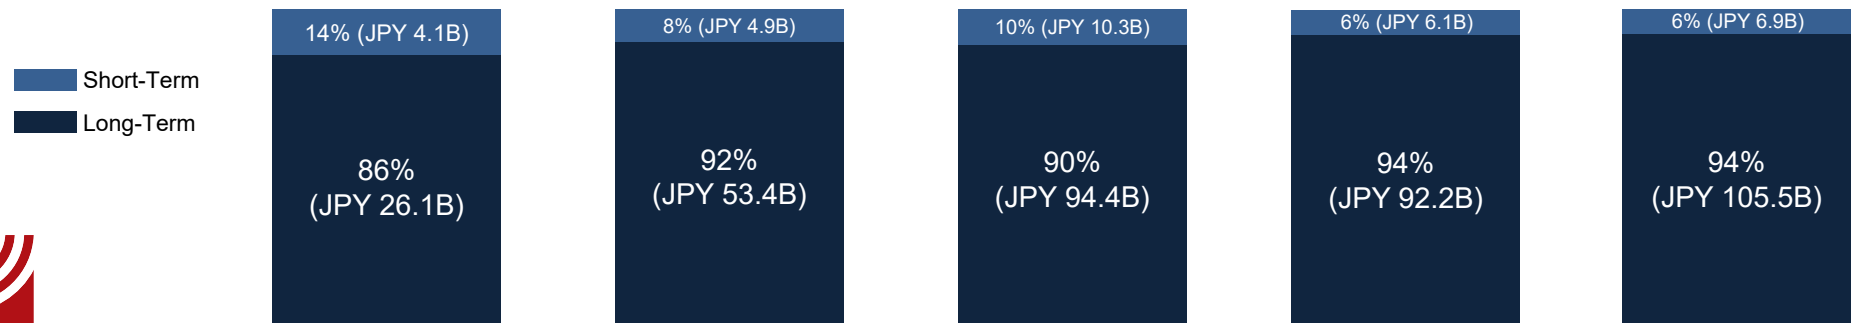 Short-Term
Long-Term
14% (JPY 4.1B)
86%
(JPY 26.1B)
8% (JPY 4.9B)
92%
(JPY 53.4B)
10% (JPY 10.3B)
90%
(JPY 94.4B)
6% (JPY 6.1B)
94%
(JPY 92.2B)
6% (JPY 6.9B)
94%
(JPY 105.5B)